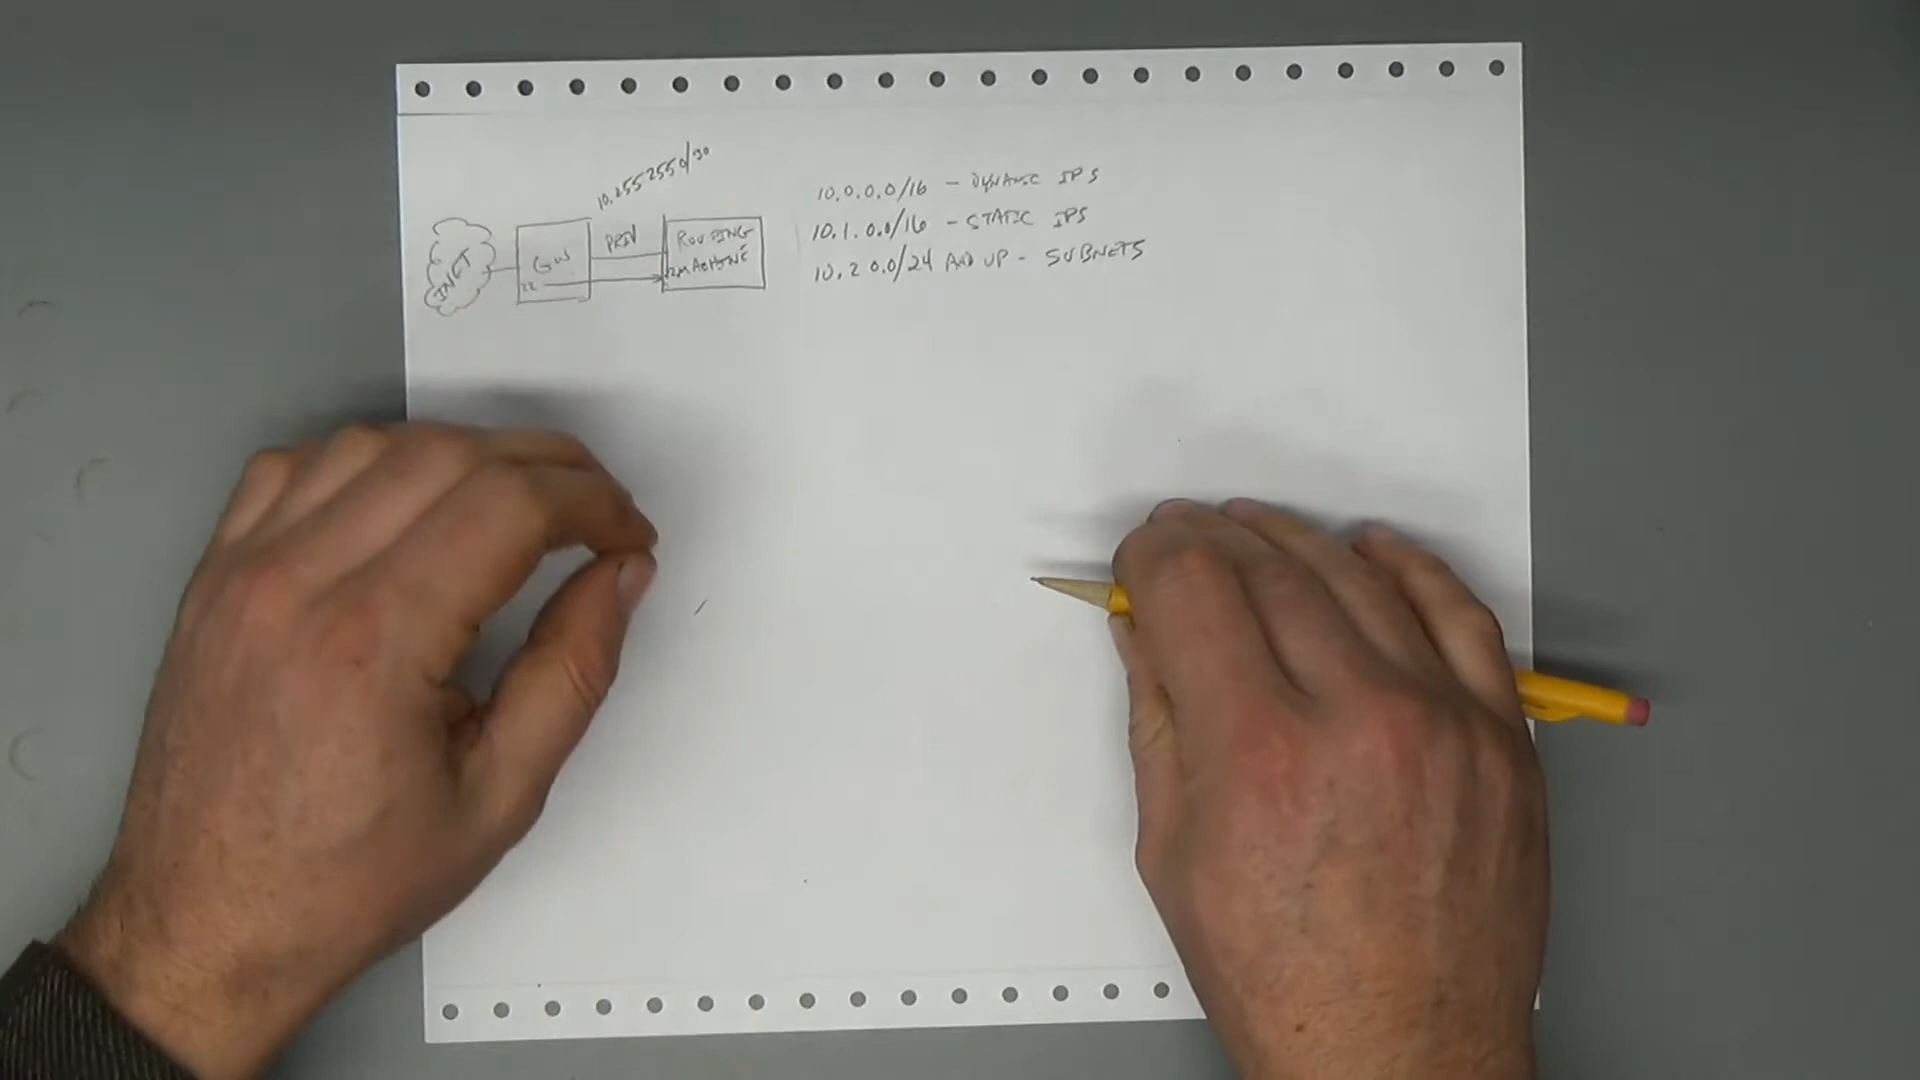 10.255 255 0/30
INET
GW
22
PRIV
ROUTING
MACHINE
10.0.0.0/16 - DYNAMIC IPS
10.1.0.0/16 - STATIC IPS
10.2 0.0/24 AND UP - SUBNETS